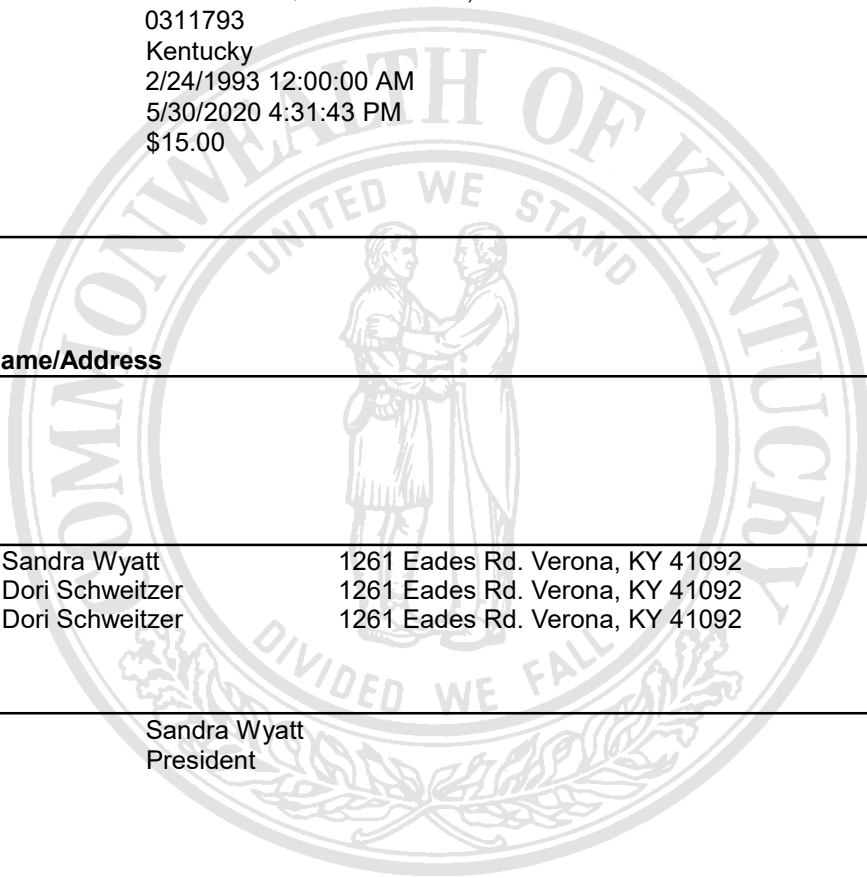 0311793
Kentucky
2/24/1993 12:00:00 AM
5/30/2020 4:31:43 PM
$15.00
COMMONWEALTH OF KENTUCKY
UNITED WE STAND
ame/Address
Sandra Wyatt 1261 Eades Rd. Verona, KY 41092
Dori Schweitzer 1261 Eades Rd. Verona, KY 41092
Dori Schweitzer 1261 Eades Rd. Verona, KY 41092
DIVIDED WE FALL
Sandra Wyatt
President